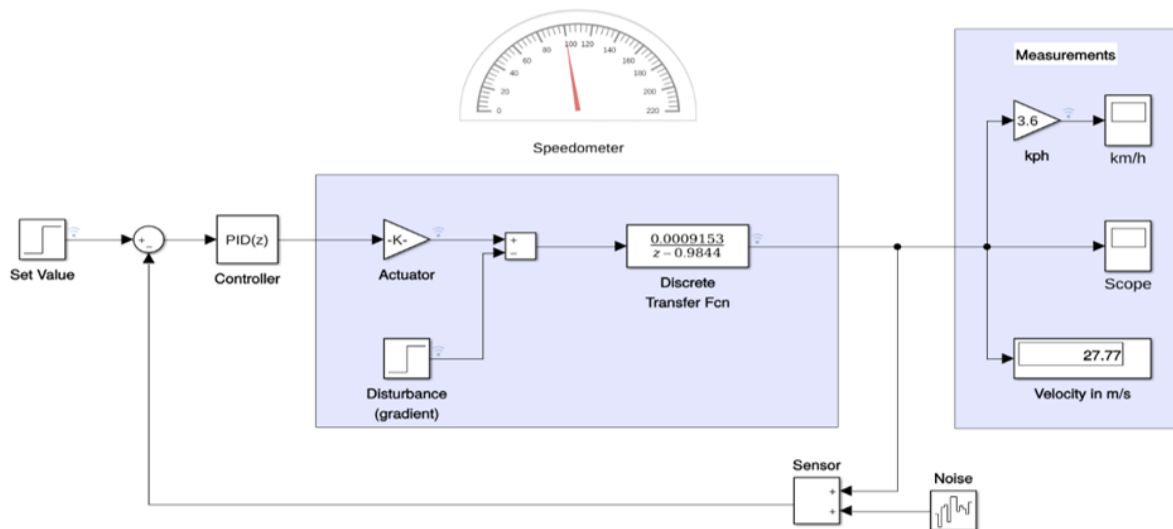 0
20
40
60
80
100
120
140
160
180
200
220
Speedometer
Measurements
3.6
kph
km/h
Set Value
+
−
PID(z)
Controller
-K-
Actuator
+
−
0.0009153
z − 0.9844
Discrete
Transfer Fcn
Scope
Disturbance
(gradient)
27.77
Velocity in m/s
Sensor
+
+
Noise